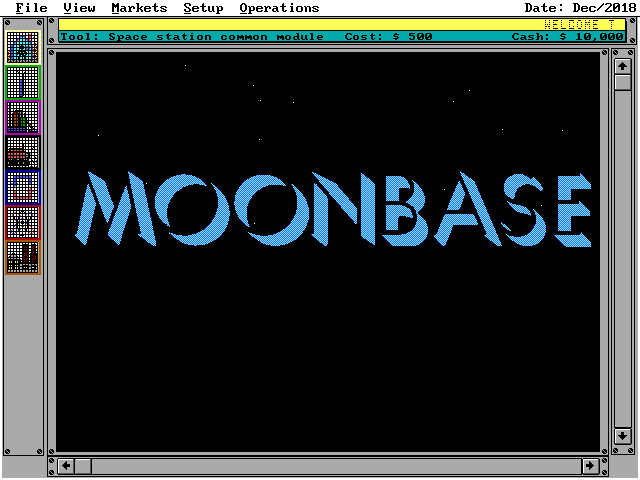 File View Markets Setup Operations Date: Dec/2018
WELCOME T
Tool: Space station common module Cost: $ 500 Cash: $ 10,000
MOONBASE